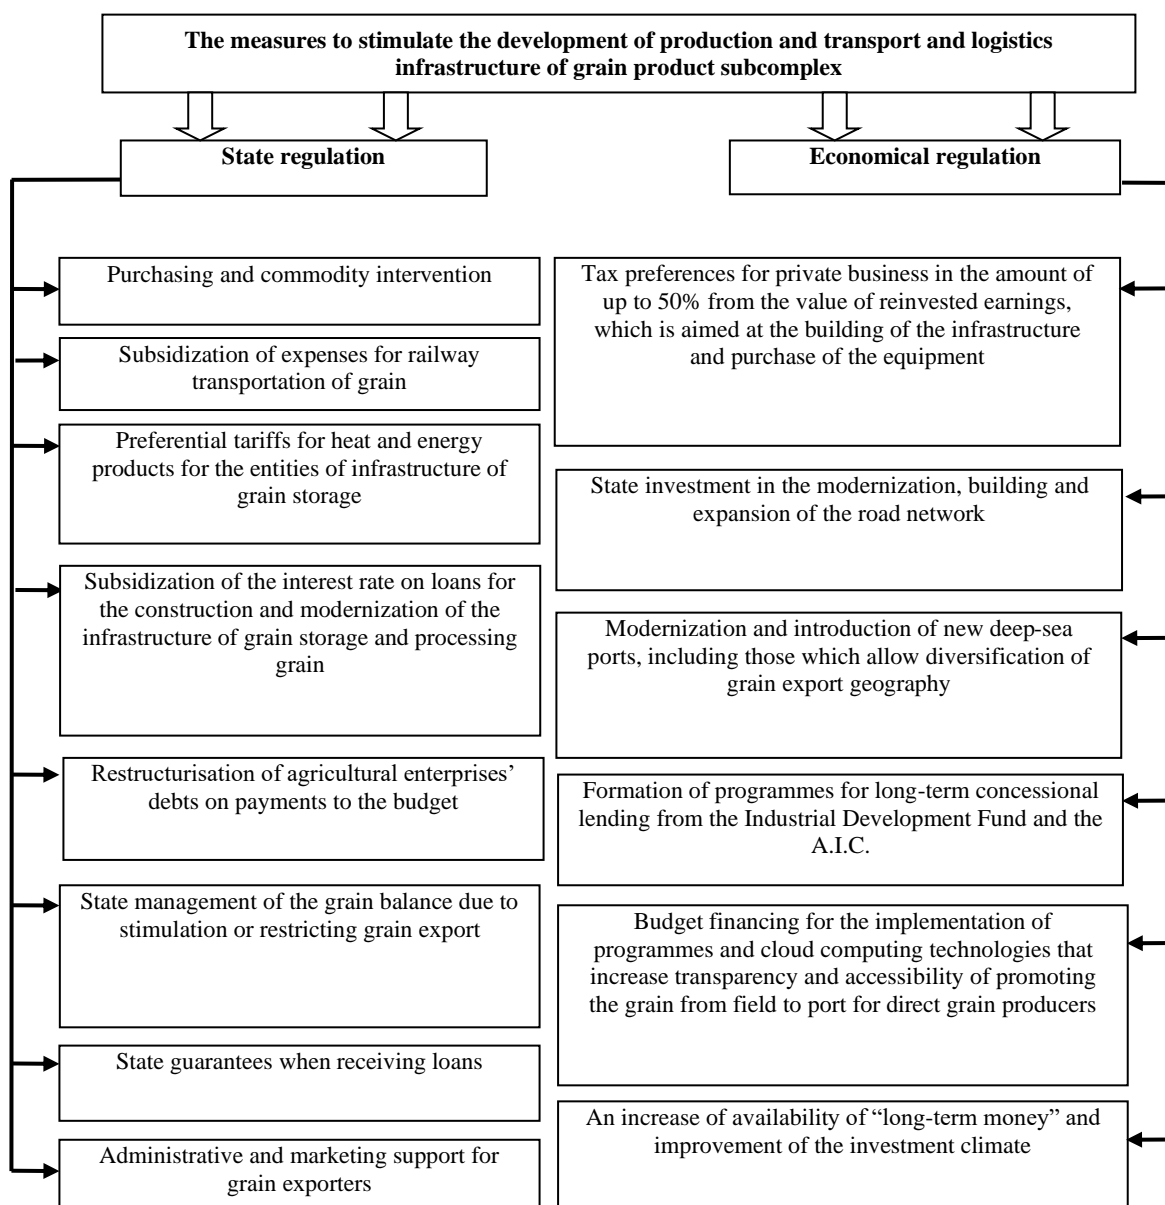 The measures to stimulate the development of production and transport and logistics
infrastructure of grain product subcomplex
State regulation
Economical regulation
Purchasing and commodity intervention
Subsidization of expenses for railway
transportation of grain
Preferential tariffs for heat and energy
products for the entities of infrastructure of
grain storage
Subsidization of the interest rate on loans for
the construction and modernization of the
infrastructure of grain storage and processing
grain
Restructurisation of agricultural enterprises’
debts on payments to the budget
State management of the grain balance due to
stimulation or restricting grain export
State guarantees when receiving loans
Administrative and marketing support for
grain exporters
Tax preferences for private business in the amount of
up to 50% from the value of reinvested earnings,
which is aimed at the building of the infrastructure
and purchase of the equipment
State investment in the modernization, building and
expansion of the road network
Modernization and introduction of new deep-sea
ports, including those which allow diversification of
grain export geography
Formation of programmes for long-term concessional
lending from the Industrial Development Fund and the
A.I.C.
Budget financing for the implementation of
programmes and cloud computing technologies that
increase transparency and accessibility of promoting
the grain from field to port for direct grain producers
An increase of availability of “long-term money” and
improvement of the investment climate